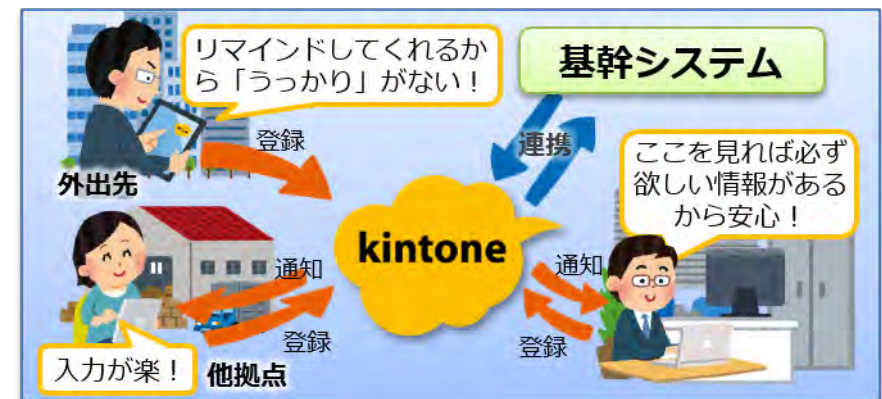 リマインドしてくれるか
ら「うっかり」がない！
基幹システム
登録
連携
外出先
ここを見れば必ず
欲しい情報がある
から安心！
kintone
通知
通知
登録
登録
入力が楽！
他拠点